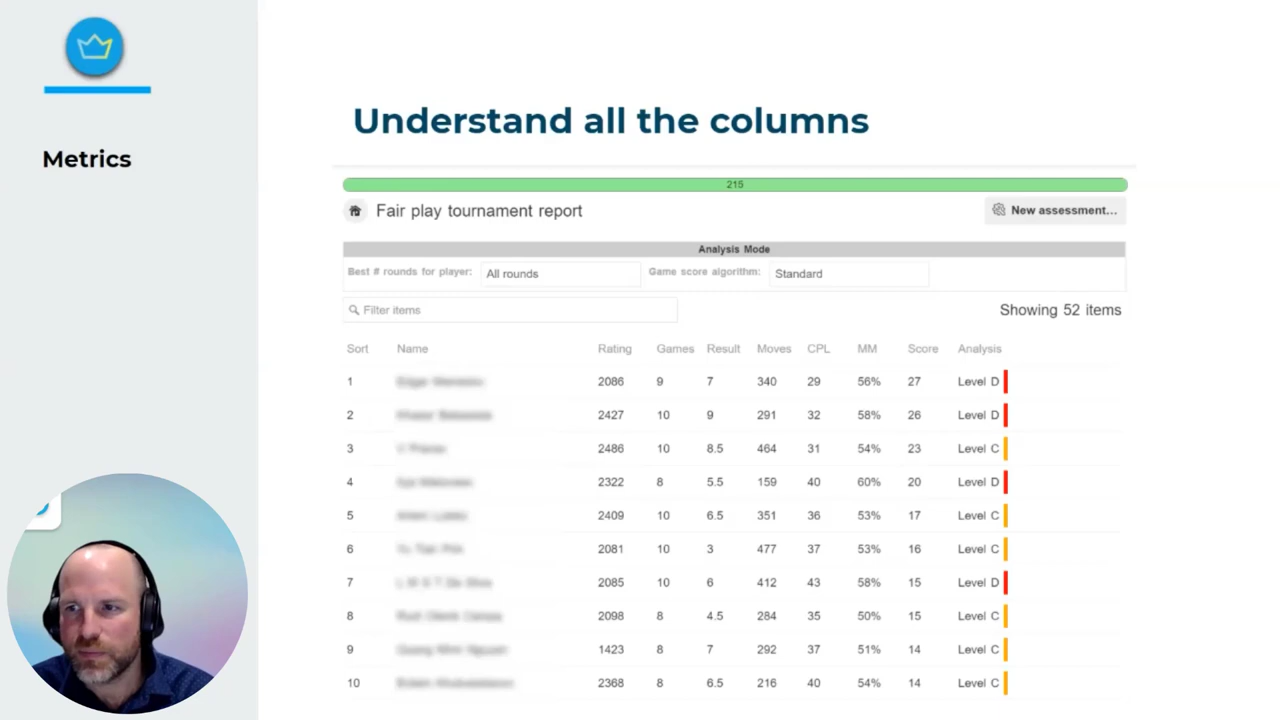 Metrics
Understand all the columns
215
Fair play tournament report
New assessment...
Analysis Mode
Best # rounds for player: All rounds Game score algorithm: Standard
Filter items
Showing 52 items
Sort Name Rating Games Result Moves CPL MM Score Analysis
1 2086 9 7 340 29 56% 27 Level D
2 2427 10 9 291 32 58% 26 Level D
3 2486 10 8.5 464 31 54% 23 Level C
4 2322 8 5.5 159 40 60% 20 Level D
5 2409 10 6.5 351 36 53% 17 Level C
6 2081 10 3 477 37 53% 16 Level C
7 2085 10 6 412 43 58% 15 Level D
8 2098 8 4.5 284 35 50% 15 Level C
9 1423 8 7 292 37 51% 14 Level C
10 2368 8 6.5 216 40 54% 14 Level C